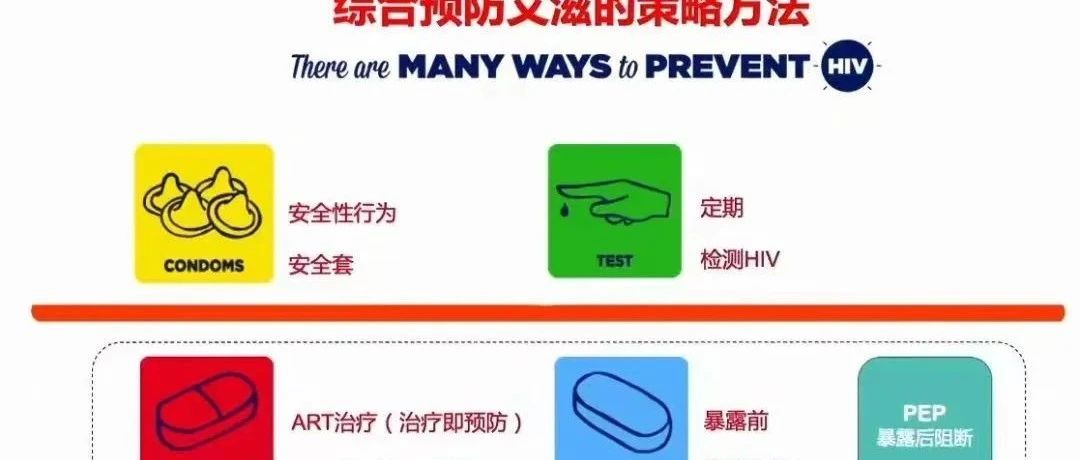 综合预防艾滋的策略方法
There are MANY WAYS to PREVENT HIV
安全性行为
安全套
CONDOMS
定期
检测HIV
TEST
ART治疗（治疗即预防）
暴露前
PEP
暴露后阻断